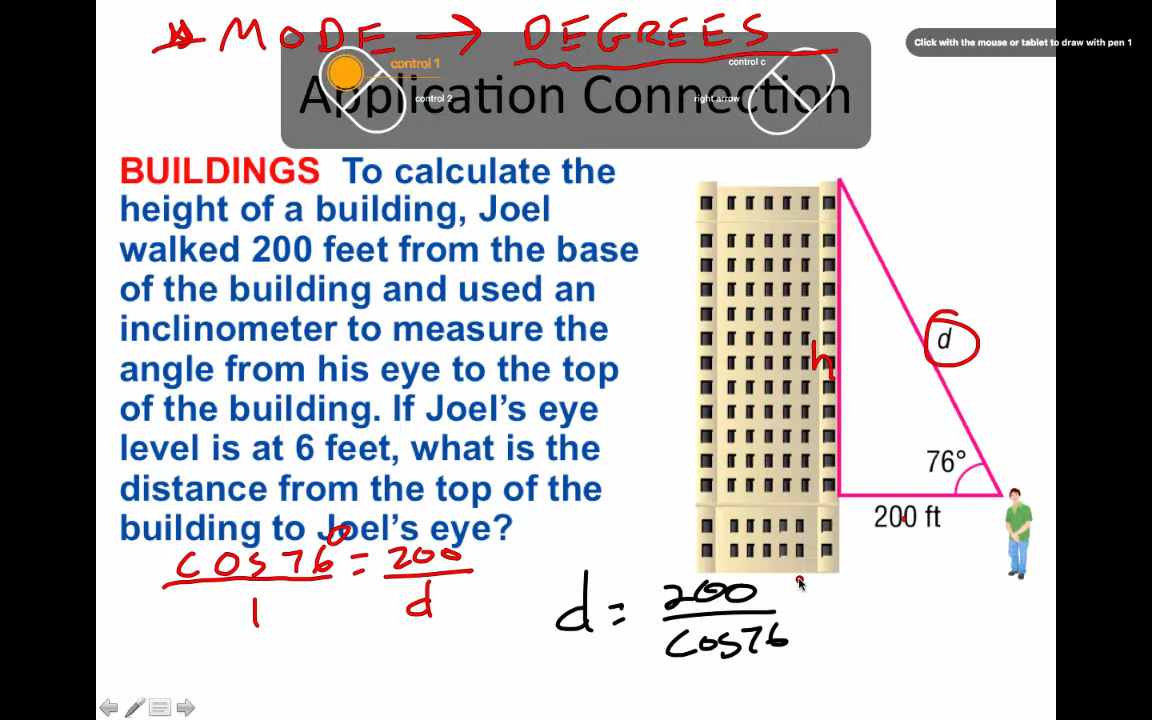 * MODE → DEGREES
Click with the mouse or tablet to draw with pen 1
control 1
control c
control 2
right arrow
Application Connection
BUILDINGS To calculate the
height of a building, Joel
walked 200 feet from the base
of the building and used an
inclinometer to measure the
angle from his eye to the top
of the building. If Joel's eye
level is at 6 feet, what is the
distance from the top of the
building to Joel's eye?
h
d
76°
200 ft
cos 76° / 1 = 200 / d
d = 200 / cos 76